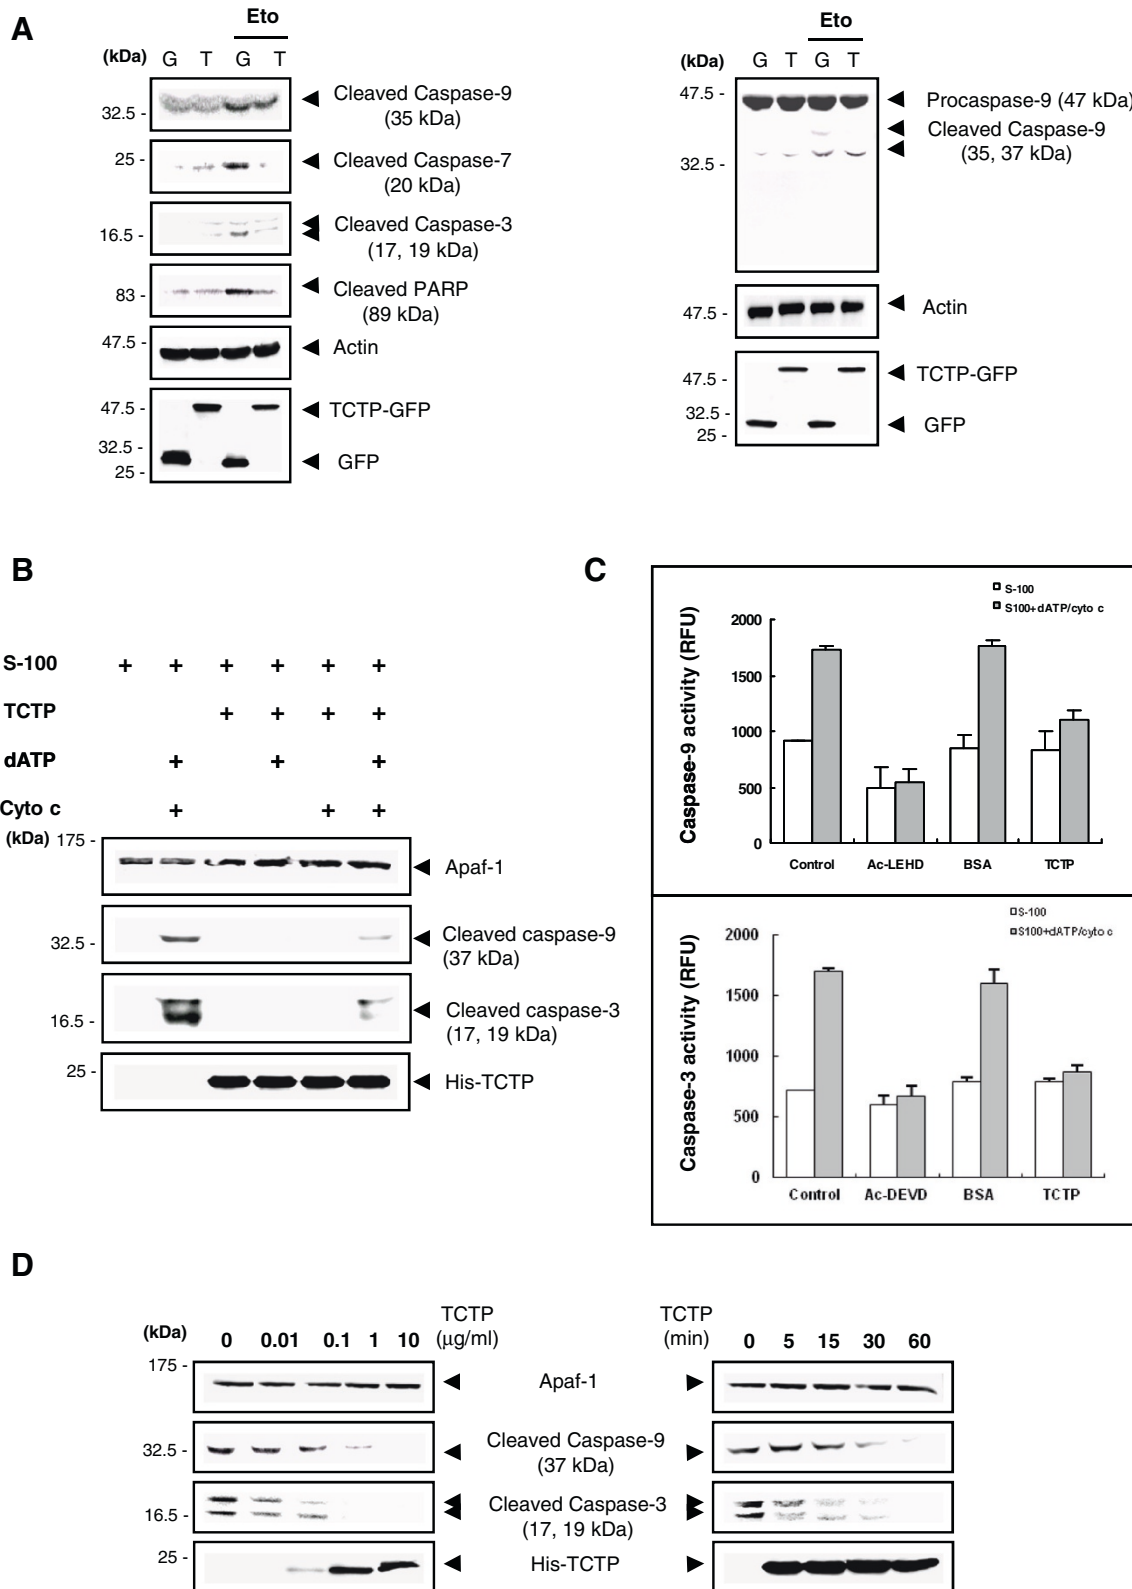 A
Eto
(kDa) G T G T
Cleaved Caspase-9
32.5 -
(35 kDa)
25 -
Cleaved Caspase-7
(20 kDa)
Cleaved Caspase-3
16.5 -
(17, 19 kDa)
83 -
Cleaved PARP
(89 kDa)
47.5 -
Actin
47.5 -
TCTP-GFP
32.5 -
25 -
GFP
Eto
(kDa) G T G T
47.5 -
Procaspase-9 (47 kDa)
Cleaved Caspase-9
(35, 37 kDa)
32.5 -
47.5 -
Actin
47.5 -
TCTP-GFP
32.5 -
25 -
GFP
B
S-100 + + + + + +
TCTP + + + +
dATP + + +
Cyto c + + +
(kDa) 175 -
Apaf-1
32.5 -
Cleaved caspase-9
(37 kDa)
16.5 -
Cleaved caspase-3
(17, 19 kDa)
25 -
His-TCTP
C
S-100
S100+dATP/cyto c
Caspase-9 activity (RFU)
2000
1500
1000
500
0
Control Ac-LEHD BSA TCTP
S-100
S100+dATP/cyto c
Caspase-3 activity (RFU)
2000
1500
1000
500
0
Control Ac-DEVD BSA TCTP
D
(kDa) 0 0.01 0.1 1 10 TCTP
(μg/ml)
TCTP
(min) 0 5 15 30 60
175 -
Apaf-1
32.5 -
Cleaved Caspase-9
(37 kDa)
16.5 -
Cleaved Caspase-3
(17, 19 kDa)
25 -
His-TCTP